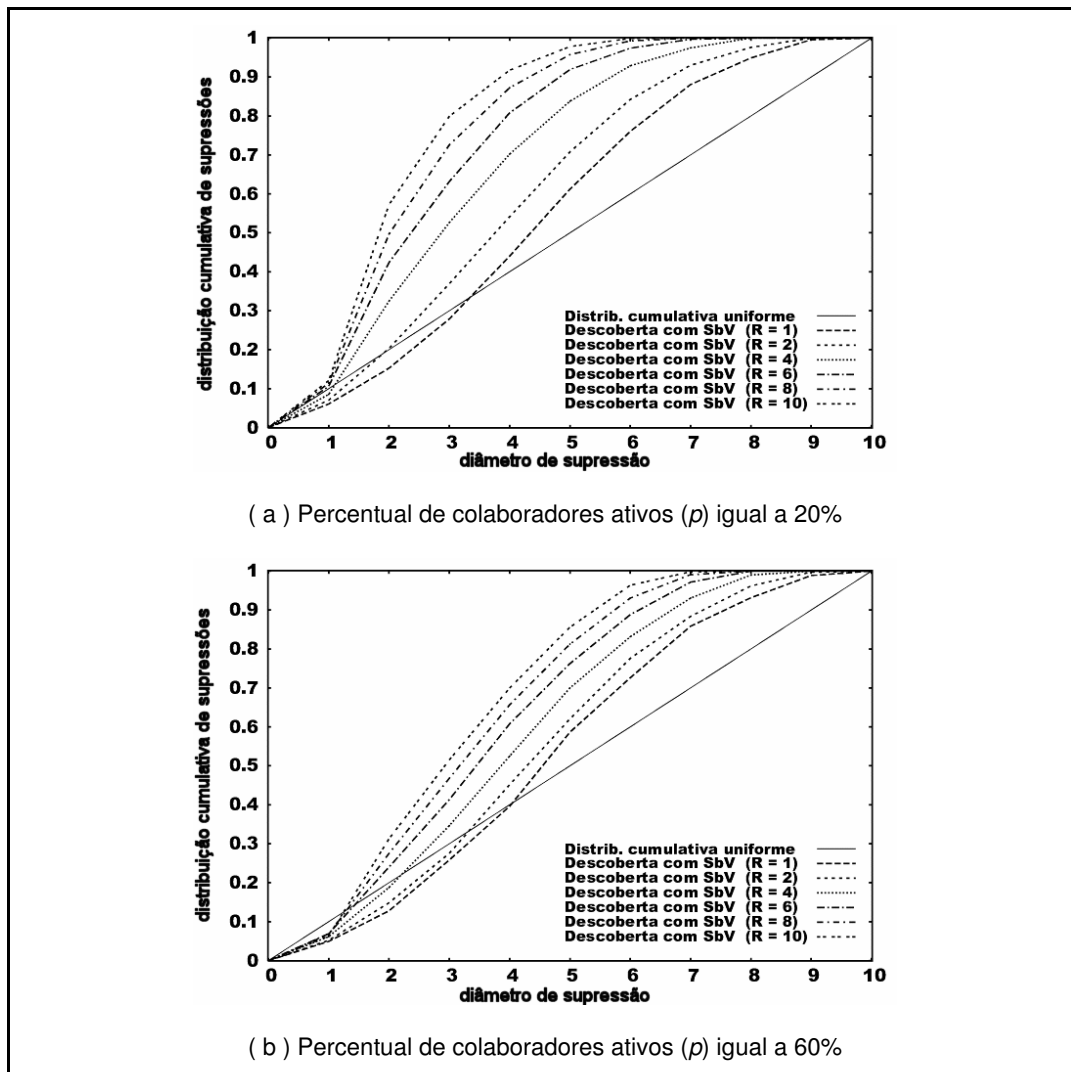 distribuição cumulativa de supressões
1
0.9
0.8
0.7
0.6
0.5
0.4
0.3
0.2
0.1
0
Distrib. cumulativa uniforme
Descoberta com SbV (R = 1)
Descoberta com SbV (R = 2)
Descoberta com SbV (R = 4)
Descoberta com SbV (R = 6)
Descoberta com SbV (R = 8)
Descoberta com SbV (R = 10)
0 1 2 3 4 5 6 7 8 9 10
diâmetro de supressão
( a ) Percentual de colaboradores ativos (p) igual a 20%
distribuição cumulativa de supressões
1
0.9
0.8
0.7
0.6
0.5
0.4
0.3
0.2
0.1
0
Distrib. cumulativa uniforme
Descoberta com SbV (R = 1)
Descoberta com SbV (R = 2)
Descoberta com SbV (R = 4)
Descoberta com SbV (R = 6)
Descoberta com SbV (R = 8)
Descoberta com SbV (R = 10)
0 1 2 3 4 5 6 7 8 9 10
diâmetro de supressão
( b ) Percentual de colaboradores ativos (p) igual a 60%